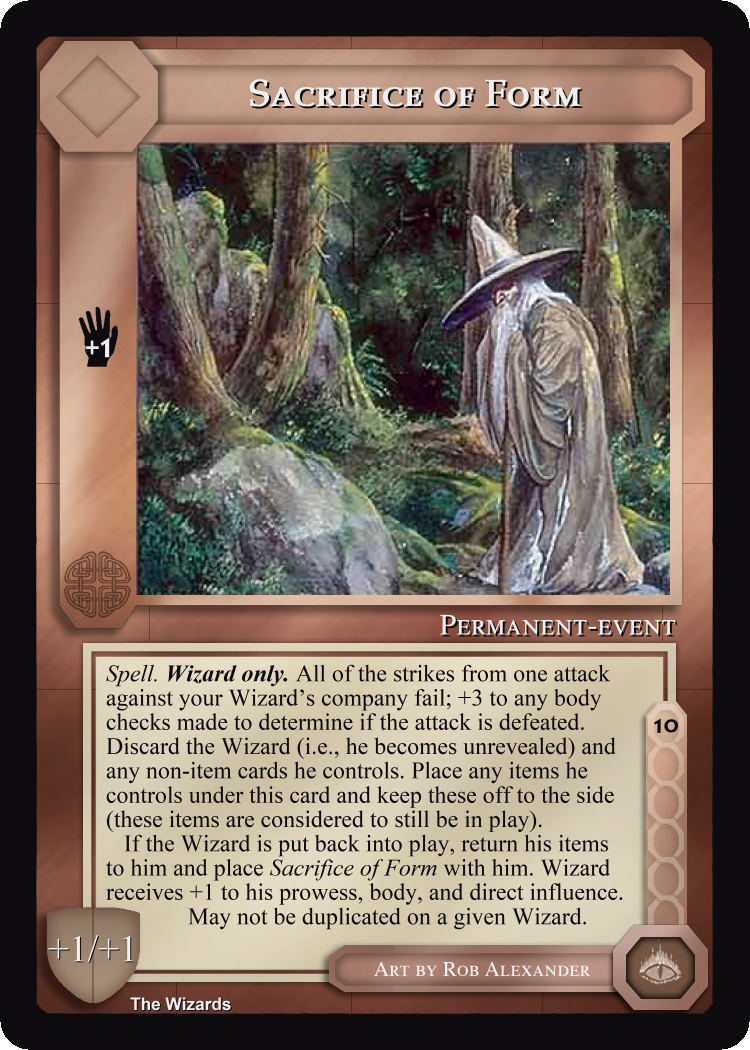 Sacrifice of Form
+1
Permanent-event
Spell. Wizard only. All of the strikes from one attack
against your Wizard's company fail; +3 to any body
checks made to determine if the attack is defeated.
Discard the Wizard (i.e., he becomes unrevealed) and
any non-item cards he controls. Place any items he
controls under this card and keep these off to the side
(these items are considered to still be in play).
If the Wizard is put back into play, return his items
to him and place Sacrifice of Form with him. Wizard
receives +1 to his prowess, body, and direct influence.
May not be duplicated on a given Wizard.
10
+1/+1
Art by Rob Alexander
The Wizards